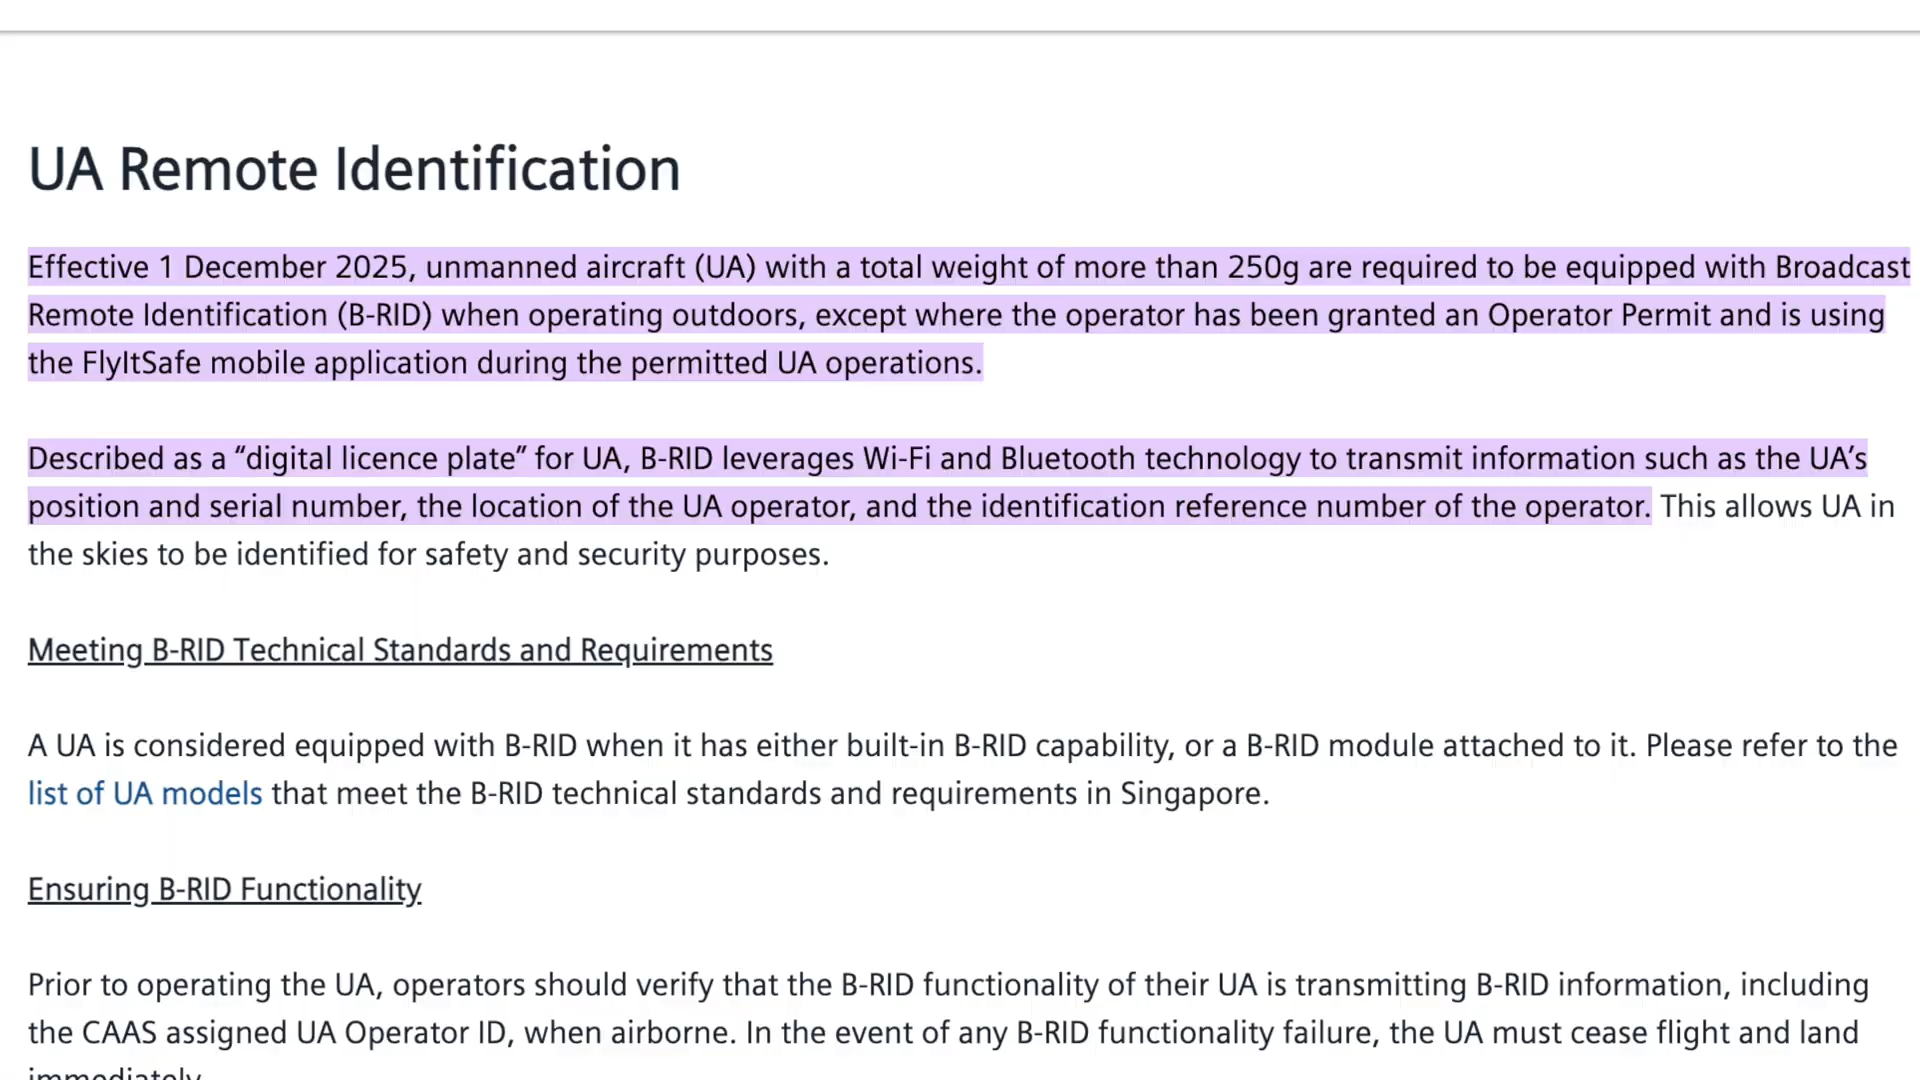 UA Remote Identification
Effective 1 December 2025, unmanned aircraft (UA) with a total weight of more than 250g are required to be equipped with Broadcast
Remote Identification (B-RID) when operating outdoors, except where the operator has been granted an Operator Permit and is using
the FlyItSafe mobile application during the permitted UA operations.
Described as a “digital licence plate” for UA, B-RID leverages Wi-Fi and Bluetooth technology to transmit information such as the UA’s
position and serial number, the location of the UA operator, and the identification reference number of the operator. This allows UA in
the skies to be identified for safety and security purposes.
Meeting B-RID Technical Standards and Requirements
A UA is considered equipped with B-RID when it has either built-in B-RID capability, or a B-RID module attached to it. Please refer to the
list of UA models that meet the B-RID technical standards and requirements in Singapore.
Ensuring B-RID Functionality
Prior to operating the UA, operators should verify that the B-RID functionality of their UA is transmitting B-RID information, including
the CAAS assigned UA Operator ID, when airborne. In the event of any B-RID functionality failure, the UA must cease flight and land
immediately.